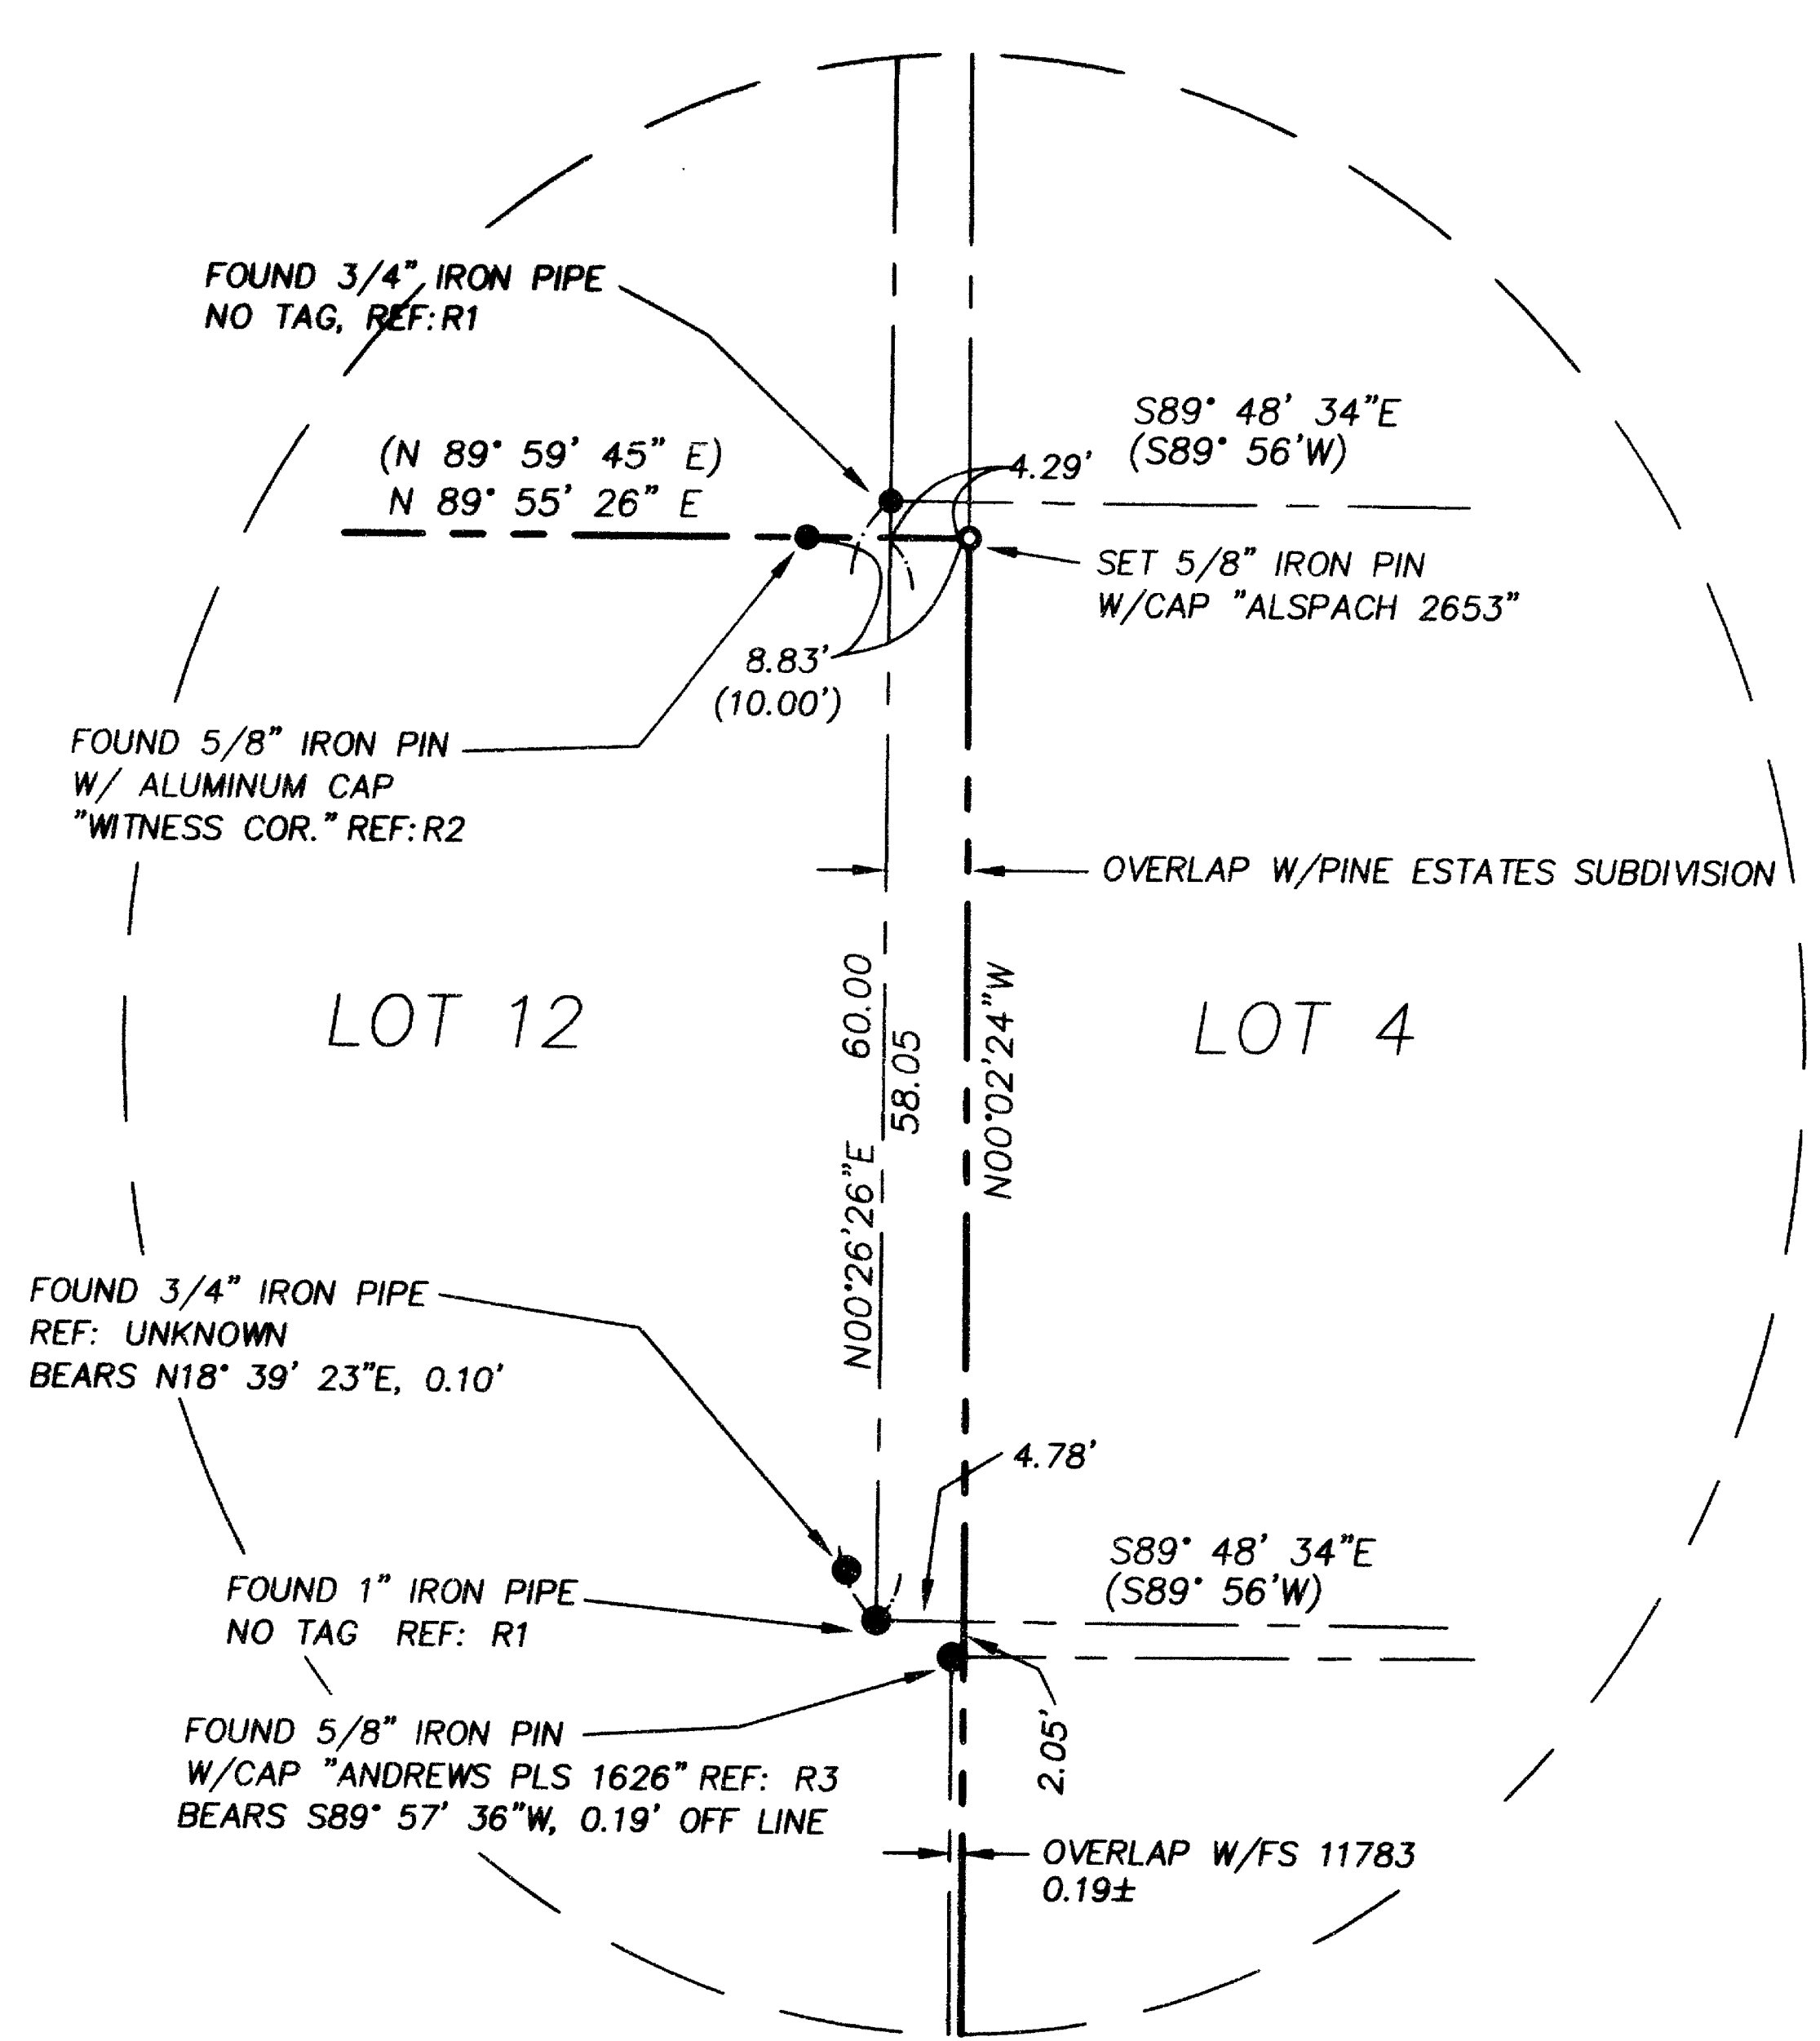 FOUND 3/4" IRON PIPE
NO TAG, REF: R1
(N 89° 59' 45" E)
N 89° 55' 26" E
S89° 48' 34"E
(S89° 56'W)
4.29'
SET 5/8" IRON PIN
W/CAP "ALSPACH 2653"
8.83'
(10.00')
FOUND 5/8" IRON PIN
W/ ALUMINUM CAP
"WITNESS COR." REF: R2
OVERLAP W/PINE ESTATES SUBDIVISION
LOT 12
N00°26'26"E 60.00
58.05
N00°02'24"W
LOT 4
FOUND 3/4" IRON PIPE
REF: UNKNOWN
BEARS N18° 39' 23"E, 0.10'
4.78'
FOUND 1" IRON PIPE
NO TAG REF: R1
S89° 48' 34"E
(S89° 56'W)
2.05'
FOUND 5/8" IRON PIN
W/CAP "ANDREWS PLS 1626" REF: R3
BEARS S89° 57' 36"W, 0.19' OFF LINE
OVERLAP W/FS 11783
0.19±